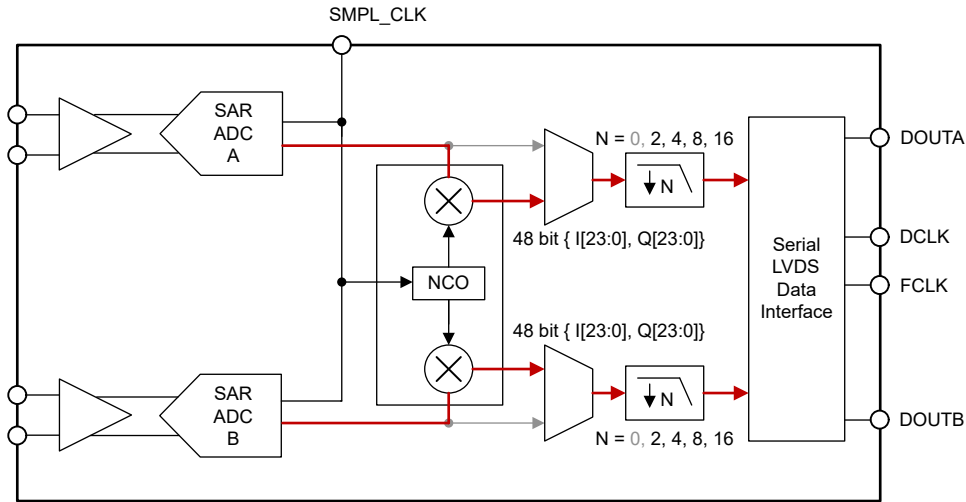 SMPL_CLK
SAR
ADC
A
N = 0, 2, 4, 8, 16
↓ N
DOUTA
48 bit { I[23:0], Q[23:0]}
NCO
Serial
LVDS
Data
Interface
DCLK
FCLK
48 bit { I[23:0], Q[23:0]}
SAR
ADC
B
↓ N
N = 0, 2, 4, 8, 16
DOUTB